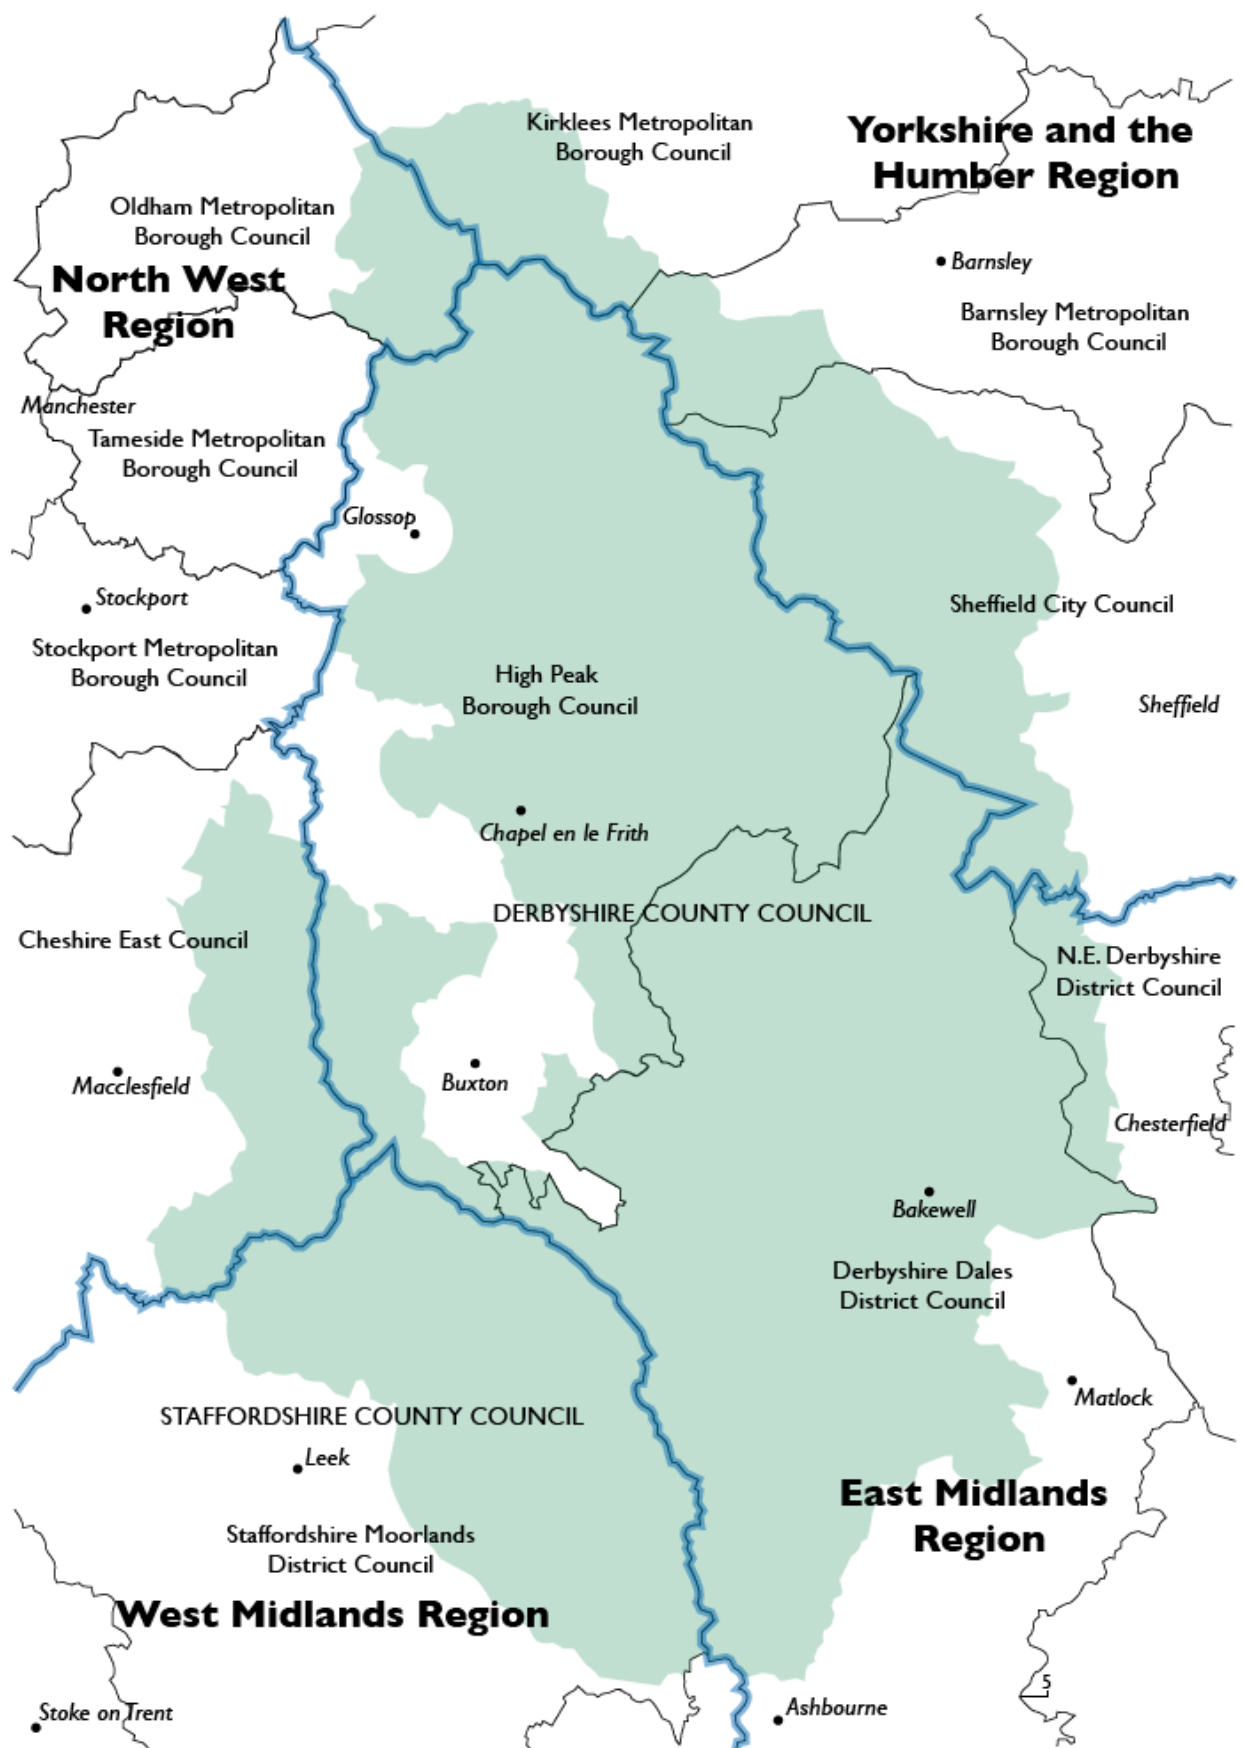 Kirklees Metropolitan
Borough Council
Yorkshire and the
Humber Region
Oldham Metropolitan
Borough Council
North West
Region
Barnsley
Barnsley Metropolitan
Borough Council
Manchester
Tameside Metropolitan
Borough Council
Glossop
Stockport
Stockport Metropolitan
Borough Council
Sheffield City Council
High Peak
Borough Council
Sheffield
Chapel en le Frith
DERBYSHIRE COUNTY COUNCIL
Cheshire East Council
N.E. Derbyshire
District Council
Macclesfield
Buxton
Chesterfield
Bakewell
Derbyshire Dales
District Council
Matlock
STAFFORDSHIRE COUNTY COUNCIL
Leek
East Midlands
Region
Staffordshire Moorlands
District Council
West Midlands Region
5
Stoke on Trent
Ashbourne